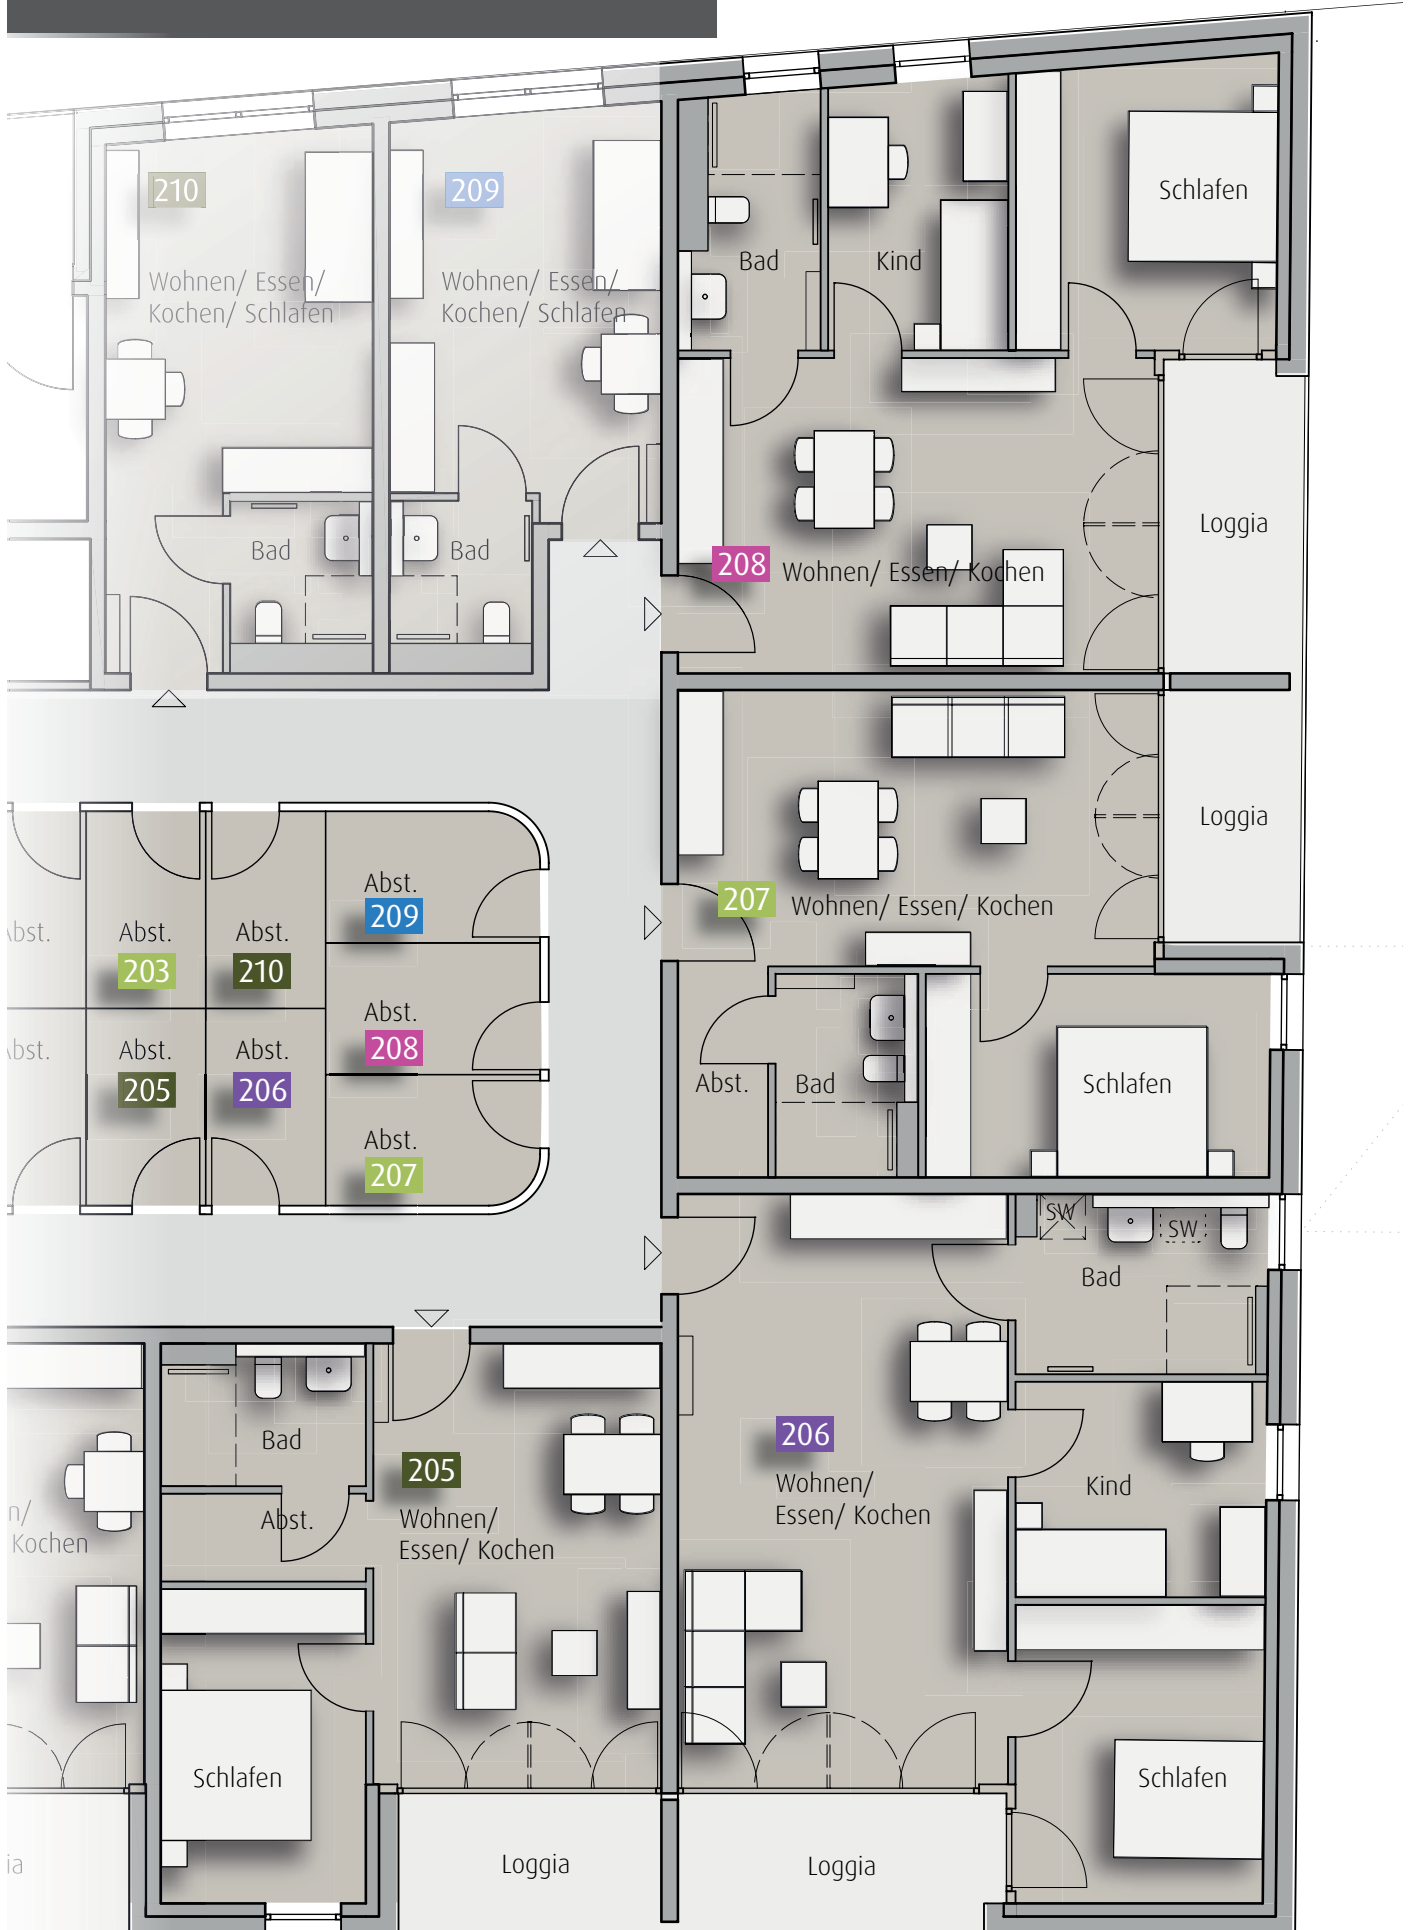 210
Wohnen/ Essen/
Kochen/ Schlafen
Bad
209
Wohnen/ Essen/
Kochen/ Schlafen
Bad
Bad
Kind
Schlafen
208
Wohnen/ Essen/ Kochen
Loggia
207
Wohnen/ Essen/ Kochen
Loggia
Abst.
Bad
Schlafen
Abst.
209
Abst.
203
Abst.
210
Abst.
208
Abst.
205
Abst.
206
Abst.
207
SW
SW
Bad
206
Wohnen/
Essen/ Kochen
Kind
Schlafen
Loggia
Bad
205
Abst.
Wohnen/
Essen/ Kochen
Schlafen
Loggia
Kochen